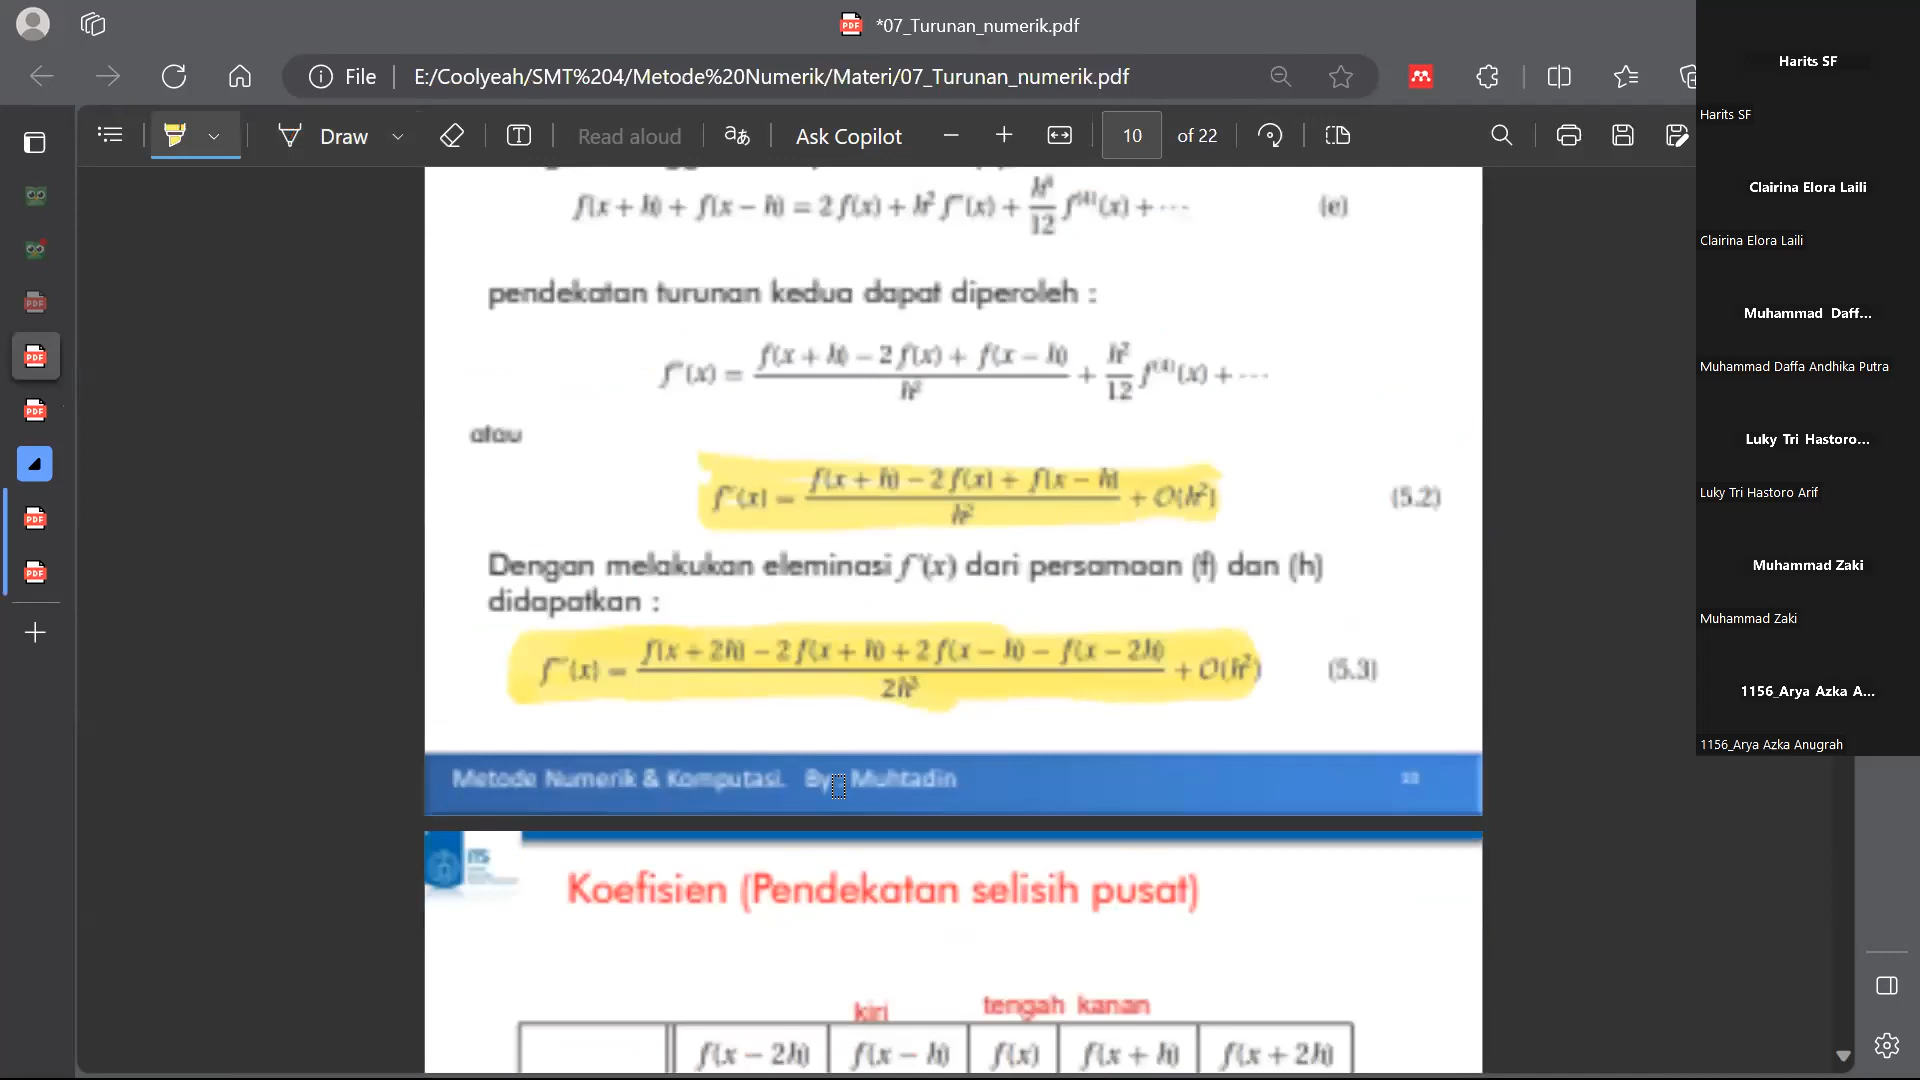 *07_Turunan_numerik.pdf
File
E:/Coolyeah/SMT%204/Metode%20Numerik/Materi/07_Turunan_numerik.pdf
Draw
Read aloud
aあ
Ask Copilot
10 of 22
f(x + h) + f(x − h) = 2 f(x) + h² f″(x) + h⁴/12 f⁽⁴⁾(x) + ⋯ (e)
pendekatan turunan kedua dapat diperoleh :
f″(x) = f(x + h) − 2 f(x) + f(x − h) / h² + h²/12 f⁽⁴⁾(x) + ⋯
atau
f″(x) = f(x + h) − 2 f(x) + f(x − h) / h² + O(h²) (5.2)
Dengan melakukan eleminasi f′(x) dari persamaan (f) dan (h)
didapatkan :
f‴(x) = f(x + 2h) − 2 f(x + h) + 2 f(x − h) − f(x − 2h) / 2h³ + O(h²) (5.3)
Metode Numerik & Komputasi. By: Muhtadin
10
ITS
Koefisien (Pendekatan selisih pusat)
kiri tengah kanan
f(x − 2h) f(x − h) f(x) f(x + h) f(x + 2h)
Harits SF
Harits SF
Clairina Elora Laili
Clairina Elora Laili
Muhammad Daff...
Muhammad Daffa Andhika Putra
Luky Tri Hastoro...
Luky Tri Hastoro Arif
Muhammad Zaki
Muhammad Zaki
1156_Arya Azka A...
1156_Arya Azka Anugrah